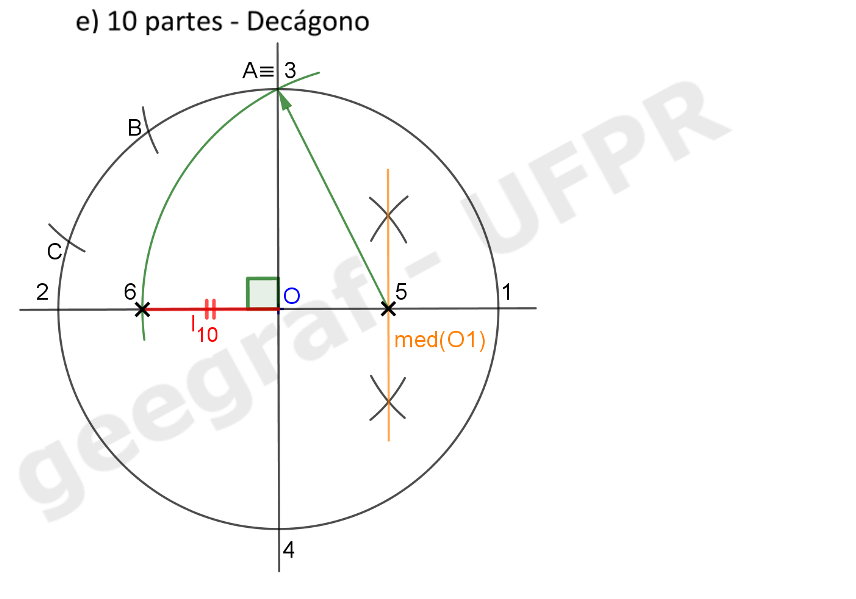 e) 10 partes - Decágono
A≡ 3
B
C
2
6
O
5
1
l10
med(O1)
4
geegraf - UFPR